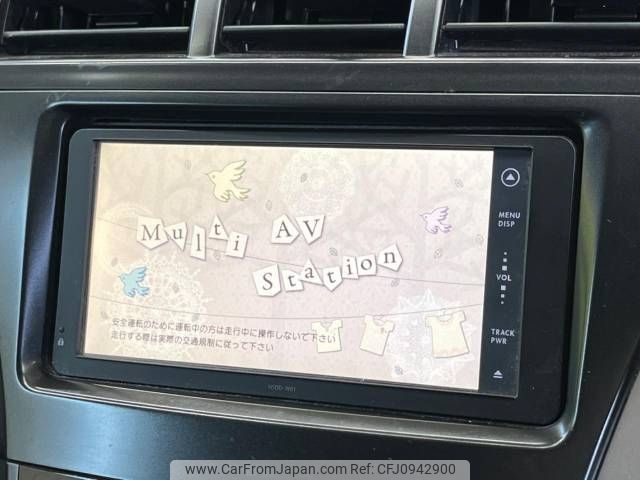 Multi AV
Station
安全運転のために運転中の方は走行中に操作しないで下さい
走行する際は実際の交通規制に従って下さい
MENU
DISP
VOL
TRACK
PWR
www.CarFromJapan.com | CFJ Stock ID: CFJ0942900